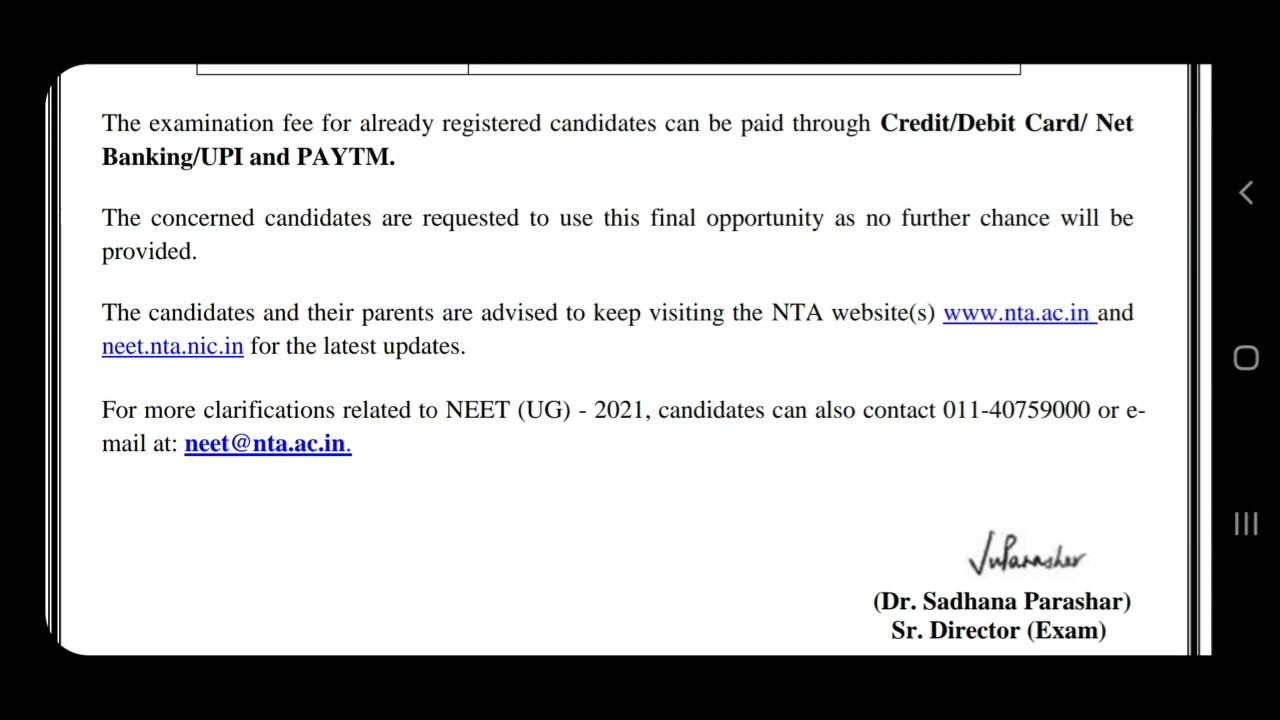 The examination fee for already registered candidates can be paid through Credit/Debit Card/ Net
Banking/UPI and PAYTM.
The concerned candidates are requested to use this final opportunity as no further chance will be
provided.
The candidates and their parents are advised to keep visiting the NTA website(s) www.nta.ac.in and
neet.nta.nic.in for the latest updates.
For more clarifications related to NEET (UG) - 2021, candidates can also contact 011-40759000 or e-
mail at: neet@nta.ac.in.
(Dr. Sadhana Parashar)
Sr. Director (Exam)